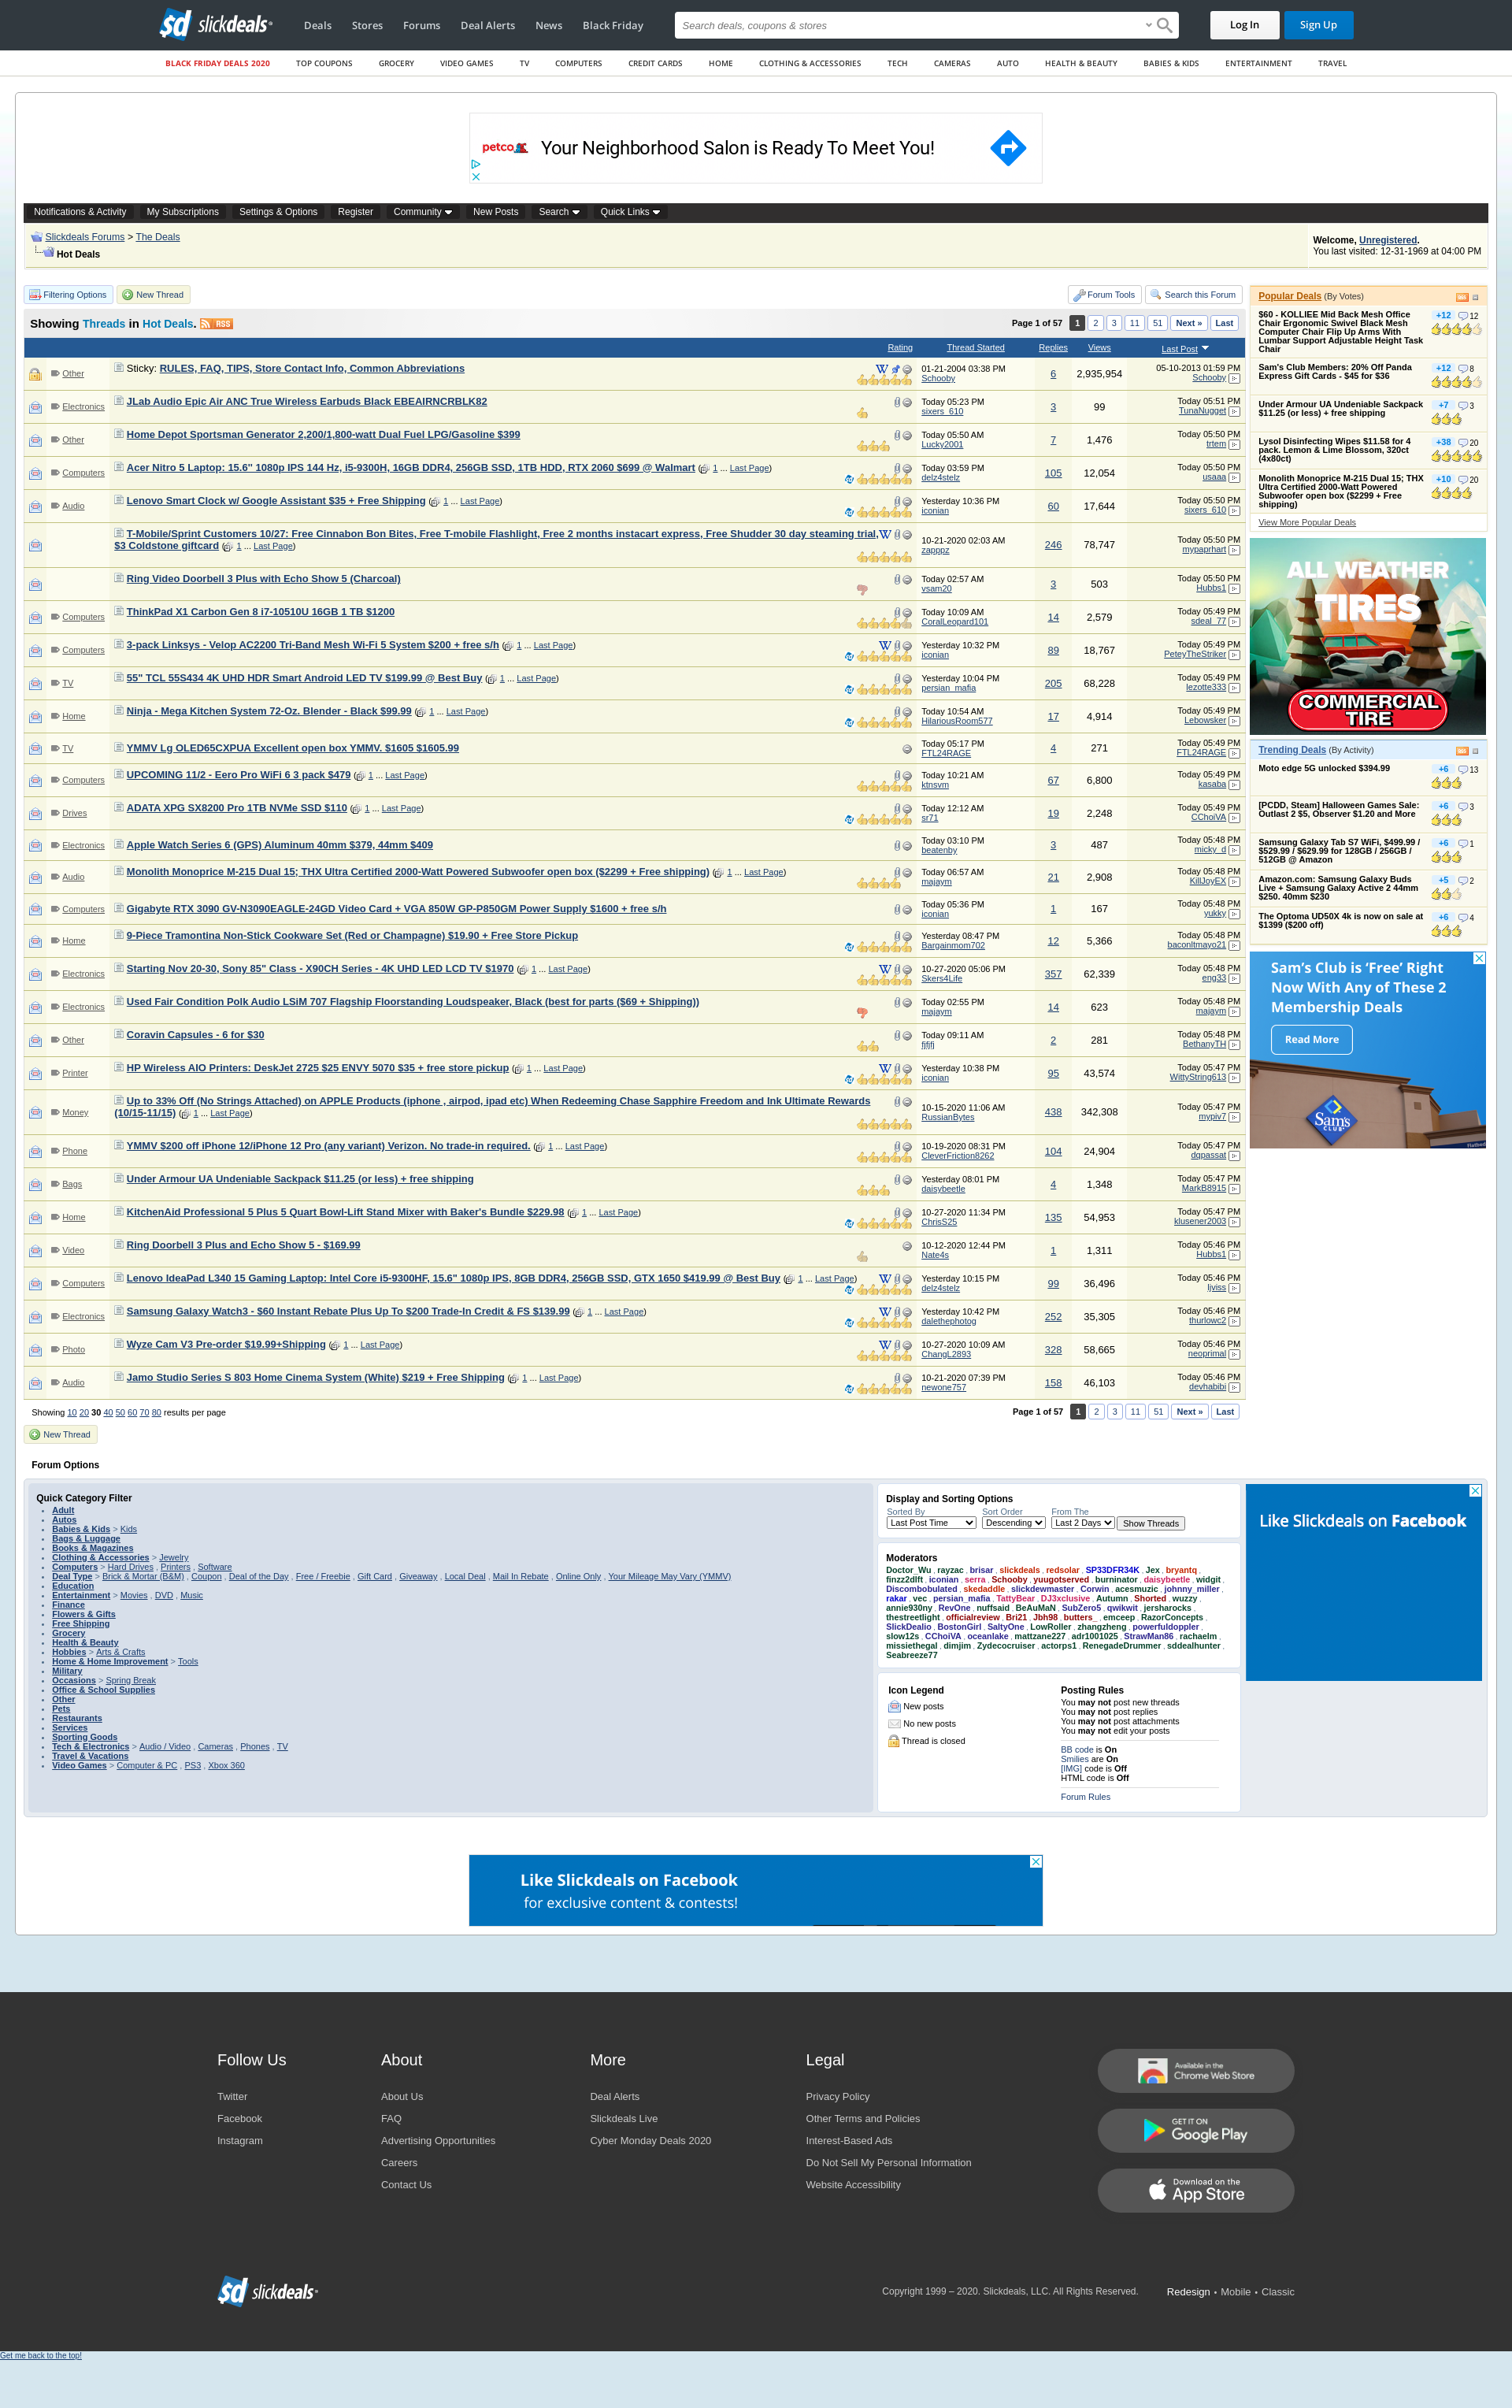 sd slickdeals
Deals Stores Forums Deal Alerts News Black Friday
Search deals, coupons & stores
Log In Sign Up
BLACK FRIDAY DEALS 2020 TOP COUPONS GROCERY VIDEO GAMES TV COMPUTERS CREDIT CARDS HOME CLOTHING & ACCESSORIES TECH CAMERAS AUTO HEALTH & BEAUTY BABIES & KIDS ENTERTAINMENT TRAVEL
petco Your Neighborhood Salon is Ready To Meet You!
Notifications & Activity My Subscriptions Settings & Options Register Community New Posts Search Quick Links
Slickdeals Forums > The Deals
Hot Deals
Welcome, Unregistered.
You last visited: 12-31-1969 at 04:00 PM
Filtering Options New Thread Forum Tools Search this Forum
Showing Threads in Hot Deals. RSS
Page 1 of 57 1 2 3 11 51 Next » Last
Rating Thread Started Replies Views Last Post
Other Sticky: RULES, FAQ, TIPS, Store Contact Info, Common Abbreviations 01-21-2004 03:38 PM Schooby 6 2,935,954 05-10-2013 01:59 PM Schooby
Electronics JLab Audio Epic Air ANC True Wireless Earbuds Black EBEAIRNCRBLK82 Today 05:23 PM sixers_610 3 99 Today 05:51 PM TunaNugget
Other Home Depot Sportsman Generator 2,200/1,800-watt Dual Fuel LPG/Gasoline $399 Today 05:50 AM Lucky2001 7 1,476 Today 05:50 PM trtem
Computers Acer Nitro 5 Laptop: 15.6" 1080p IPS 144 Hz, i5-9300H, 16GB DDR4, 256GB SSD, 1TB HDD, RTX 2060 $699 @ Walmart ( 1 ... Last Page) Today 03:59 PM delz4stelz 105 12,054 Today 05:50 PM usaaa
Audio Lenovo Smart Clock w/ Google Assistant $35 + Free Shipping ( 1 ... Last Page) Yesterday 10:36 PM iconian 60 17,644 Today 05:50 PM sixers_610
T-Mobile/Sprint Customers 10/27: Free Cinnabon Bon Bites, Free T-mobile Flashlight, Free 2 months instacart express, Free Shudder 30 day steaming trial,
$3 Coldstone giftcard ( 1 ... Last Page) 10-21-2020 02:03 AM zapppz 246 78,747 Today 05:50 PM mypaprhart
Ring Video Doorbell 3 Plus with Echo Show 5 (Charcoal) Today 02:57 AM vsam20 3 503 Today 05:50 PM Hubbs1
Computers ThinkPad X1 Carbon Gen 8 i7-10510U 16GB 1 TB $1200 Today 10:09 AM CoralLeopard101 14 2,579 Today 05:49 PM sdeal_77
Computers 3-pack Linksys - Velop AC2200 Tri-Band Mesh Wi-Fi 5 System $200 + free s/h ( 1 ... Last Page) Yesterday 10:32 PM iconian 89 18,767 Today 05:49 PM PeteyTheStriker
TV 55" TCL 55S434 4K UHD HDR Smart Android LED TV $199.99 @ Best Buy ( 1 ... Last Page) Yesterday 10:04 PM persian_mafia 205 68,228 Today 05:49 PM lezotte333
Home Ninja - Mega Kitchen System 72-Oz. Blender - Black $99.99 ( 1 ... Last Page) Today 10:54 AM HilariousRoom577 17 4,914 Today 05:49 PM Lebowsker
TV YMMV Lg OLED65CXPUA Excellent open box YMMV. $1605 $1605.99 Today 05:17 PM FTL24RAGE 4 271 Today 05:49 PM FTL24RAGE
Computers UPCOMING 11/2 - Eero Pro WiFi 6 3 pack $479 ( 1 ... Last Page) Today 10:21 AM ktnsvm 67 6,800 Today 05:49 PM kasaba
Drives ADATA XPG SX8200 Pro 1TB NVMe SSD $110 ( 1 ... Last Page) Today 12:12 AM sr71 19 2,248 Today 05:49 PM CChoiVA
Electronics Apple Watch Series 6 (GPS) Aluminum 40mm $379, 44mm $409 Today 03:10 PM beatenby 3 487 Today 05:48 PM micky_d
Audio Monolith Monoprice M-215 Dual 15; THX Ultra Certified 2000-Watt Powered Subwoofer open box ($2299 + Free shipping) ( 1 ... Last Page) Today 06:57 AM majaym 21 2,908 Today 05:48 PM KillJoyEX
Computers Gigabyte RTX 3090 GV-N3090EAGLE-24GD Video Card + VGA 850W GP-P850GM Power Supply $1600 + free s/h Today 05:36 PM iconian 1 167 Today 05:48 PM yukky
Home 9-Piece Tramontina Non-Stick Cookware Set (Red or Champagne) $19.90 + Free Store Pickup Yesterday 08:47 PM Bargainmom702 12 5,366 Today 05:48 PM baconltmayo21
Electronics Starting Nov 20-30, Sony 85" Class - X90CH Series - 4K UHD LED LCD TV $1970 ( 1 ... Last Page) 10-27-2020 05:06 PM Skers4Life 357 62,339 Today 05:48 PM eng33
Electronics Used Fair Condition Polk Audio LSiM 707 Flagship Floorstanding Loudspeaker, Black (best for parts ($69 + Shipping)) Today 02:55 PM majaym 14 623 Today 05:48 PM majaym
Other Coravin Capsules - 6 for $30 Today 09:11 AM fjfjfj 2 281 Today 05:48 PM BethanyTH
Printer HP Wireless AIO Printers: DeskJet 2725 $25 ENVY 5070 $35 + free store pickup ( 1 ... Last Page) Yesterday 10:38 PM iconian 95 43,574 Today 05:47 PM WittyString613
Money Up to 33% Off (No Strings Attached) on APPLE Products (iphone , airpod, ipad etc) When Redeeming Chase Sapphire Freedom and Ink Ultimate Rewards
(10/15-11/15) ( 1 ... Last Page) 10-15-2020 11:06 AM RussianBytes 438 342,308 Today 05:47 PM mypiv7
Phone YMMV $200 off iPhone 12/iPhone 12 Pro (any variant) Verizon. No trade-in required. ( 1 ... Last Page) 10-19-2020 08:31 PM CleverFriction8262 104 24,904 Today 05:47 PM dqpassat
Bags Under Armour UA Undeniable Sackpack $11.25 (or less) + free shipping Yesterday 08:01 PM daisybeetle 4 1,348 Today 05:47 PM MarkB8915
Home KitchenAid Professional 5 Plus 5 Quart Bowl-Lift Stand Mixer with Baker's Bundle $229.98 ( 1 ... Last Page) 10-27-2020 11:34 PM ChrisS25 135 54,953 Today 05:47 PM klusener2003
Video Ring Doorbell 3 Plus and Echo Show 5 - $169.99 10-12-2020 12:44 PM Nate4s 1 1,311 Today 05:46 PM Hubbs1
Computers Lenovo IdeaPad L340 15 Gaming Laptop: Intel Core i5-9300HF, 15.6" 1080p IPS, 8GB DDR4, 256GB SSD, GTX 1650 $419.99 @ Best Buy ( 1 ... Last Page) Yesterday 10:15 PM delz4stelz 99 36,496 Today 05:46 PM ljyiss
Electronics Samsung Galaxy Watch3 - $60 Instant Rebate Plus Up To $200 Trade-In Credit & FS $139.99 ( 1 ... Last Page) Yesterday 10:42 PM dalethephotog 252 35,305 Today 05:46 PM thurlowc2
Photo Wyze Cam V3 Pre-order $19.99+Shipping ( 1 ... Last Page) 10-27-2020 10:09 AM ChangL2893 328 58,665 Today 05:46 PM neoprimal
Audio Jamo Studio Series S 803 Home Cinema System (White) $219 + Free Shipping ( 1 ... Last Page) 10-21-2020 07:39 PM newone757 158 46,103 Today 05:46 PM devhabibi
Showing 10 20 30 40 50 60 70 80 results per page
Page 1 of 57 1 2 3 11 51 Next » Last
New Thread
Popular Deals (By Votes)
$60 - KOLLIEE Mid Back Mesh Office Chair Ergonomic Swivel Black Mesh Computer Chair Flip Up Arms With Lumbar Support Adjustable Height Task Chair +12 12
Sam's Club Members: 20% Off Panda Express Gift Cards - $45 for $36 +12 8
Under Armour UA Undeniable Sackpack $11.25 (or less) + free shipping +7 3
Lysol Disinfecting Wipes $11.58 for 4 pack. Lemon & Lime Blossom, 320ct (4x80ct) +38 20
Monolith Monoprice M-215 Dual 15; THX Ultra Certified 2000-Watt Powered Subwoofer open box ($2299 + Free shipping) +10 20
View More Popular Deals
ALL WEATHER
TIRES
COMMERCIAL
TIRE
Trending Deals (By Activity)
Moto edge 5G unlocked $394.99 +6 13
[PCDD, Steam] Halloween Games Sale: Outlast 2 $5, Observer $1.20 and More +6 3
Samsung Galaxy Tab S7 WiFi, $499.99 / $529.99 / $629.99 for 128GB / 256GB / 512GB @ Amazon +6 1
Amazon.com: Samsung Galaxy Buds Live + Samsung Galaxy Active 2 44mm $250. 40mm $230 +5 2
The Optoma UD50X 4k is now on sale at $1399 ($200 off) +6 4
Sam's Club is 'Free' Right
Now With Any of These 2
Membership Deals
Read More
Sam's
CLUB
Forum Options
Quick Category Filter
Adult
Autos
Babies & Kids > Kids
Bags & Luggage
Books & Magazines
Clothing & Accessories > Jewelry
Computers > Hard Drives , Printers , Software
Deal Type > Brick & Mortar (B&M) , Coupon , Deal of the Day , Free / Freebie , Gift Card , Giveaway , Local Deal , Mail In Rebate , Online Only , Your Mileage May Vary (YMMV)
Education
Entertainment > Movies , DVD , Music
Finance
Flowers & Gifts
Free Shipping
Grocery
Health & Beauty
Hobbies > Arts & Crafts
Home & Home Improvement > Tools
Military
Occasions > Spring Break
Office & School Supplies
Other
Pets
Restaurants
Services
Sporting Goods
Tech & Electronics > Audio / Video , Cameras , Phones , TV
Travel & Vacations
Video Games > Computer & PC , PS3 , Xbox 360
Display and Sorting Options
Sorted By Sort Order From The
Last Post Time Descending Last 2 Days Show Threads
Moderators
Doctor_Wu , rayzac , brisar , slickdeals , redsolar , SP33DFR34K , Jex , bryantq ,
finzz2dlft , iconian , serra , Schooby , yuugotserved , burninator , daisybeetle , widgit ,
Discombobulated , skedaddle , slickdewmaster , Corwin , acesmuzic , johnny_miller ,
rakar , vec , persian_mafia , TattyBear , DJ3xclusive , Autumn , Shorted , wuzzy ,
annie930ny , RevOne , nuffsaid , BeAuMaN , SubZero5 , qwikwit , jersharocks ,
thestreetlight , officialreview , Bri21 , Jbh98 , butters_ , emceep , RazorConcepts ,
SlickDealio , BostonGirl , SaltyOne , LowRoller , zhangzheng , powerfuldoppler ,
slow12s , CChoiVA , oceanlake , mattzane227 , adr1001025 , StrawMan86 , rachaelm ,
missiethegal , dimjim , Zydecocruiser , actorps1 , RenegadeDrummer , sddealhunter ,
Seabreeze77
Icon Legend
New posts
No new posts
Thread is closed
Posting Rules
You may not post new threads
You may not post replies
You may not post attachments
You may not edit your posts
BB code is On
Smilies are On
[IMG] code is Off
HTML code is Off
Forum Rules
Like Slickdeals on Facebook
Like Slickdeals on Facebook
for exclusive content & contests!
Follow Us
Twitter
Facebook
Instagram
About
About Us
FAQ
Advertising Opportunities
Careers
Contact Us
More
Deal Alerts
Slickdeals Live
Cyber Monday Deals 2020
Legal
Privacy Policy
Other Terms and Policies
Interest-Based Ads
Do Not Sell My Personal Information
Website Accessibility
Available in the
Chrome Web Store
GET IT ON
Google Play
Download on the
App Store
sd slickdeals
Copyright 1999 – 2020. Slickdeals, LLC. All Rights Reserved. Redesign • Mobile • Classic
Get me back to the top!